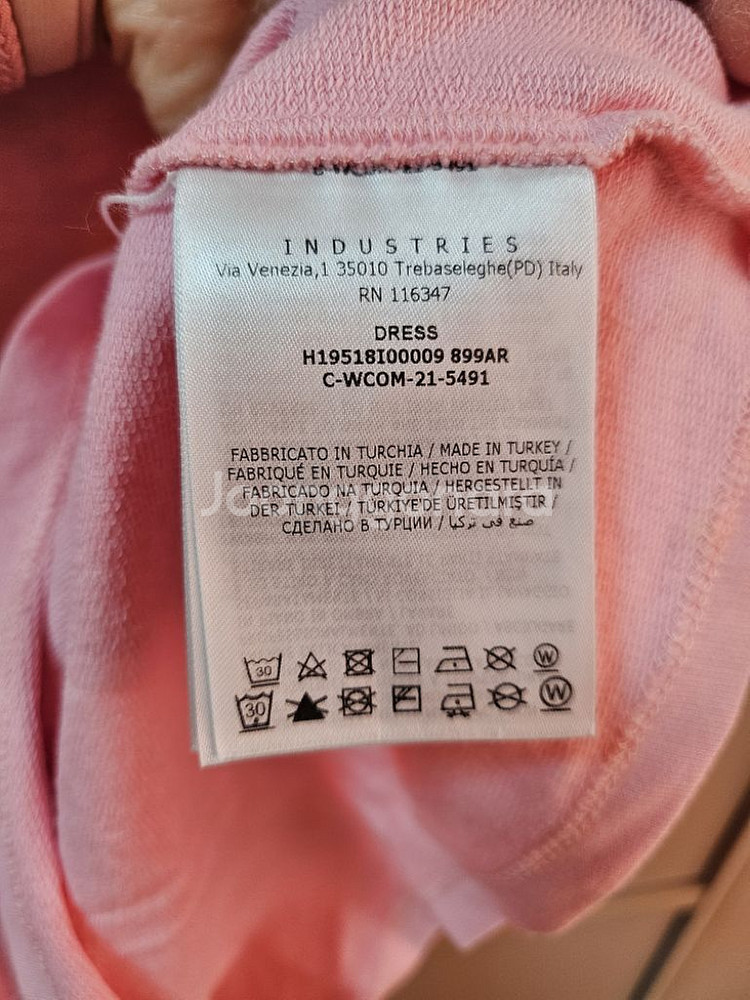 INDUSTRIES
Via Venezia,1 35010 Trebaseleghe(PD) Italy
RN 116347
DRESS
H19518I00009 899AR
C-WCOM-21-5491
FABBRICATO IN TURCHIA / MADE IN TURKEY /
FABRIQUÉ EN TURQUIE / HECHO EN TURQUÍA /
FABRICADO NA TURQUIA / HERGESTELLT IN
DER TÜRKEI / TÜRKIYE'DE ÜRETILMIŞTIR /
СДЕЛАНО В ТУРЦИИ / صنع في تركيا
30 W
30 W